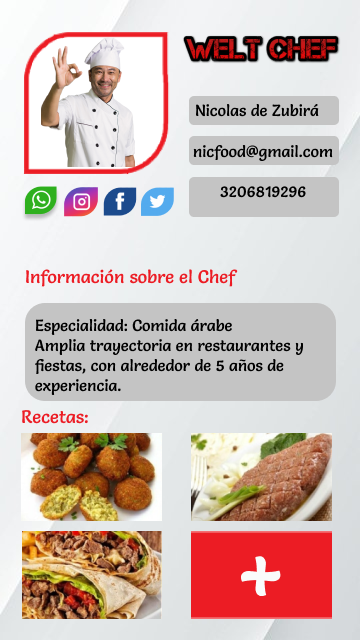 WELT CHEF
Nicolas de Zubirá
nicfood@gmail.com
3206819296
Información sobre el Chef
Especialidad: Comida árabe
Amplia trayectoria en restaurantes y
fiestas, con alrededor de 5 años de
experiencia.
Recetas: